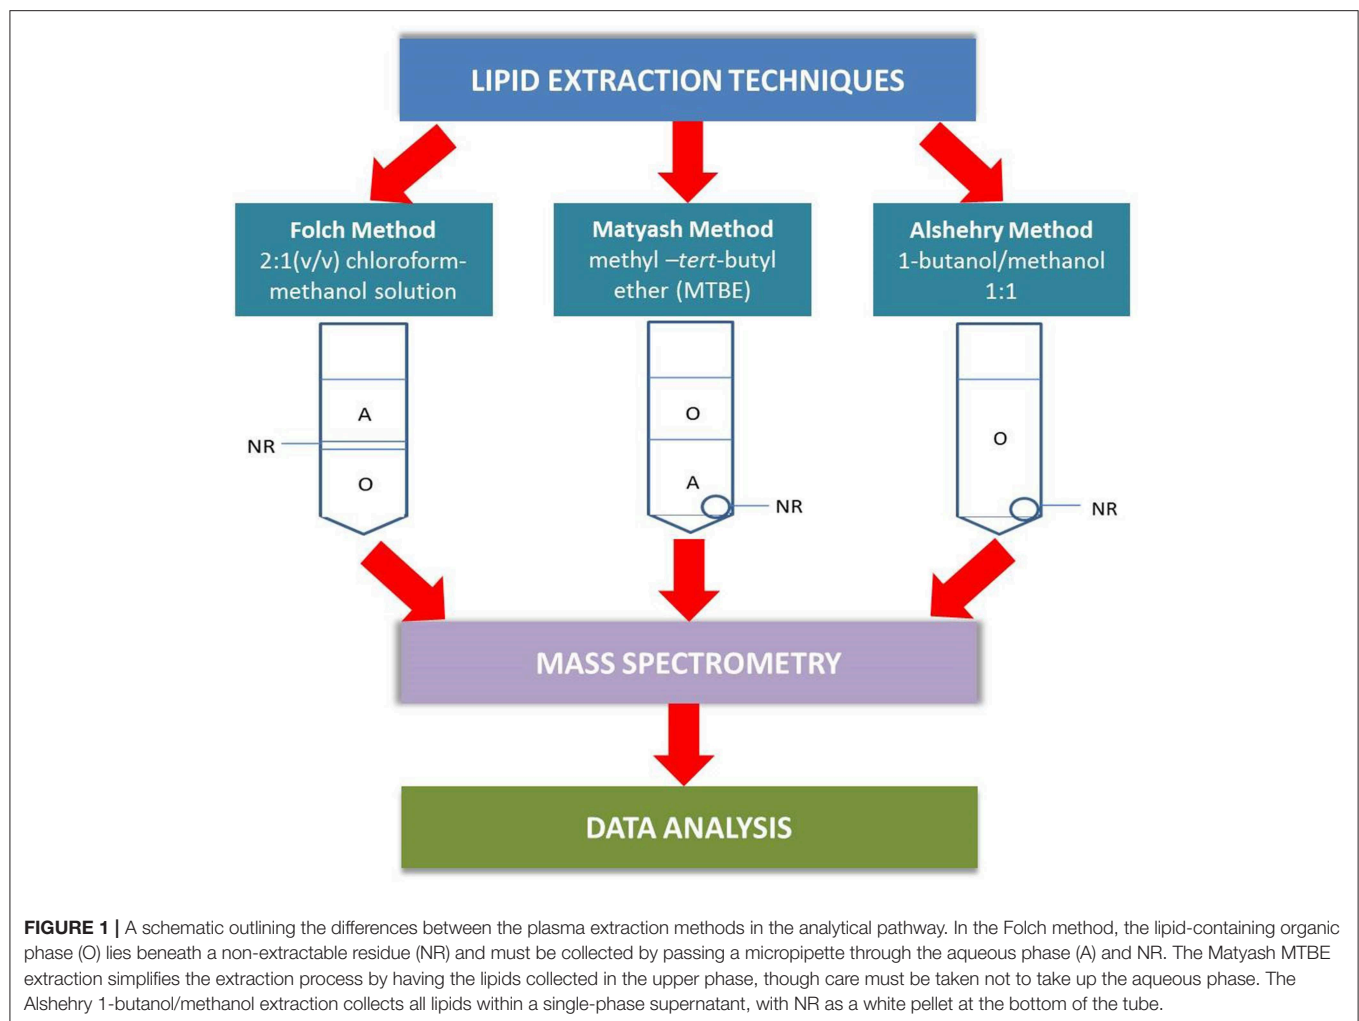 LIPID EXTRACTION TECHNIQUES
Folch Method
2:1(v/v) chloroform-
methanol solution
Matyash Method
methyl –tert-butyl
ether (MTBE)
Alshehry Method
1-butanol/methanol
1:1
A
NR
O
O
A
NR
O
NR
MASS SPECTROMETRY
DATA ANALYSIS
FIGURE 1 | A schematic outlining the differences between the plasma extraction methods in the analytical pathway. In the Folch method, the lipid-containing organic
phase (O) lies beneath a non-extractable residue (NR) and must be collected by passing a micropipette through the aqueous phase (A) and NR. The Matyash MTBE
extraction simplifies the extraction process by having the lipids collected in the upper phase, though care must be taken not to take up the aqueous phase. The
Alshehry 1-butanol/methanol extraction collects all lipids within a single-phase supernatant, with NR as a white pellet at the bottom of the tube.